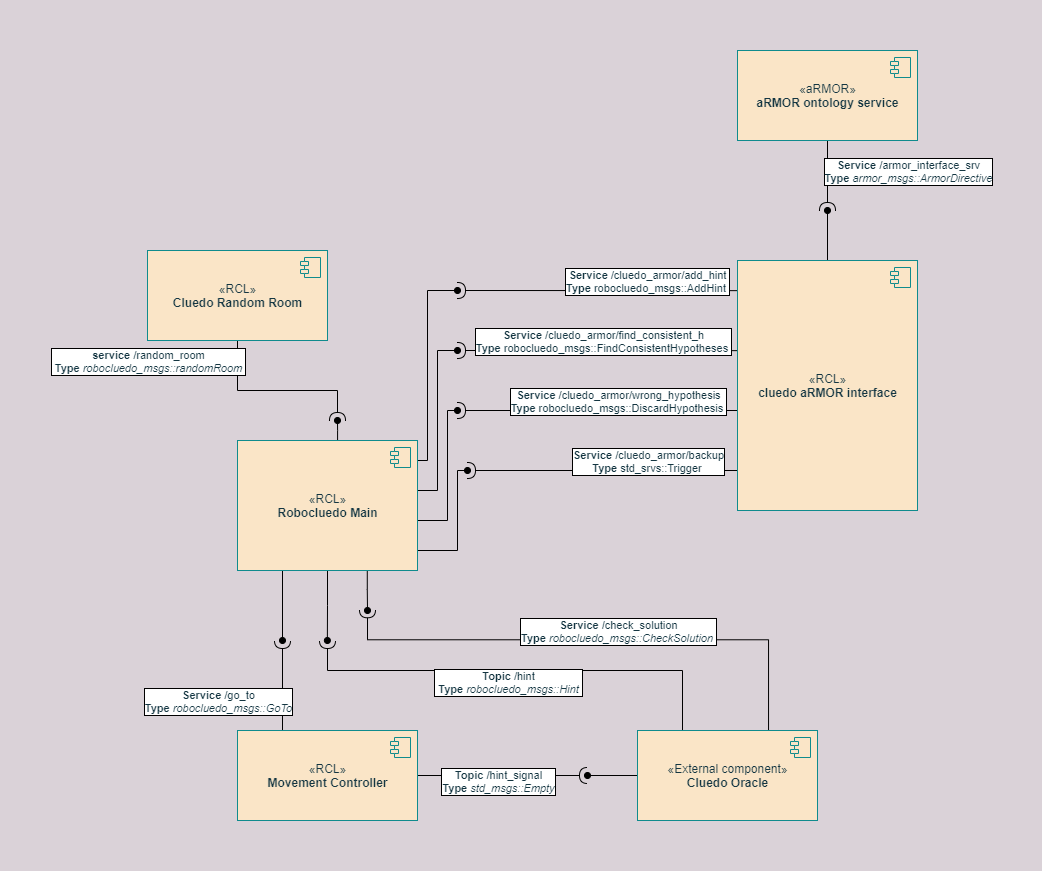 «aRMOR»
aRMOR ontology service
Service /armor_interface_srv
Type armor_msgs::ArmorDirective
«RCL»
Cluedo Random Room
service /random_room
Type robocluedo_msgs::randomRoom
Service /cluedo_armor/add_hint
Type robocluedo_msgs::AddHint
Service /cluedo_armor/find_consistent_h
Type robocluedo_msgs::FindConsistentHypotheses
Service /cluedo_armor/wrong_hypothesis
Type robocluedo_msgs::DiscardHypothesis
Service /cluedo_armor/backup
Type std_srvs::Trigger
«RCL»
cluedo aRMOR interface
«RCL»
Robocluedo Main
Service /check_solution
Type robocluedo_msgs::CheckSolution
Topic /hint
Type robocluedo_msgs::Hint
Service /go_to
Type robocluedo_msgs::GoTo
«RCL»
Movement Controller
Topic /hint_signal
Type std_msgs::Empty
«External component»
Cluedo Oracle